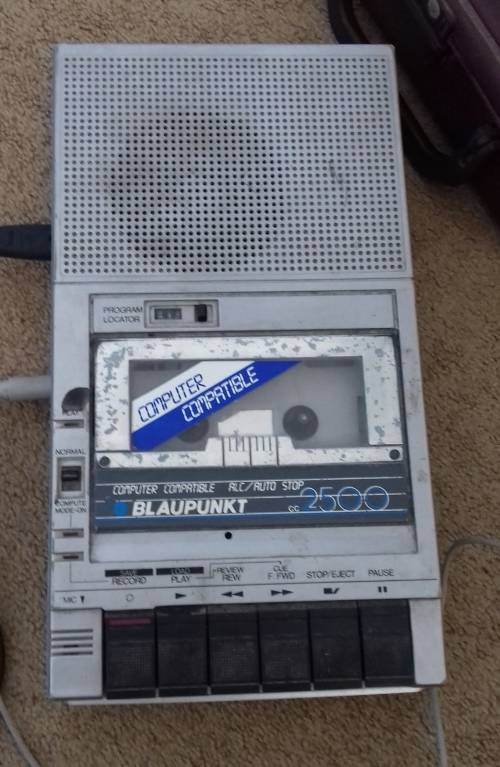 PROGRAM
LOCATOR
COMPUTER
COMPATIBLE
NORMAL
COMPUTE
MODE-ON
COMPUTER COMPATIBLE ALC/AUTO STOP
BLAUPUNKT CC 2500
SAVE LOAD REVIEW CUE
RECORD PLAY REW F.FWD STOP/EJECT PAUSE
MIC